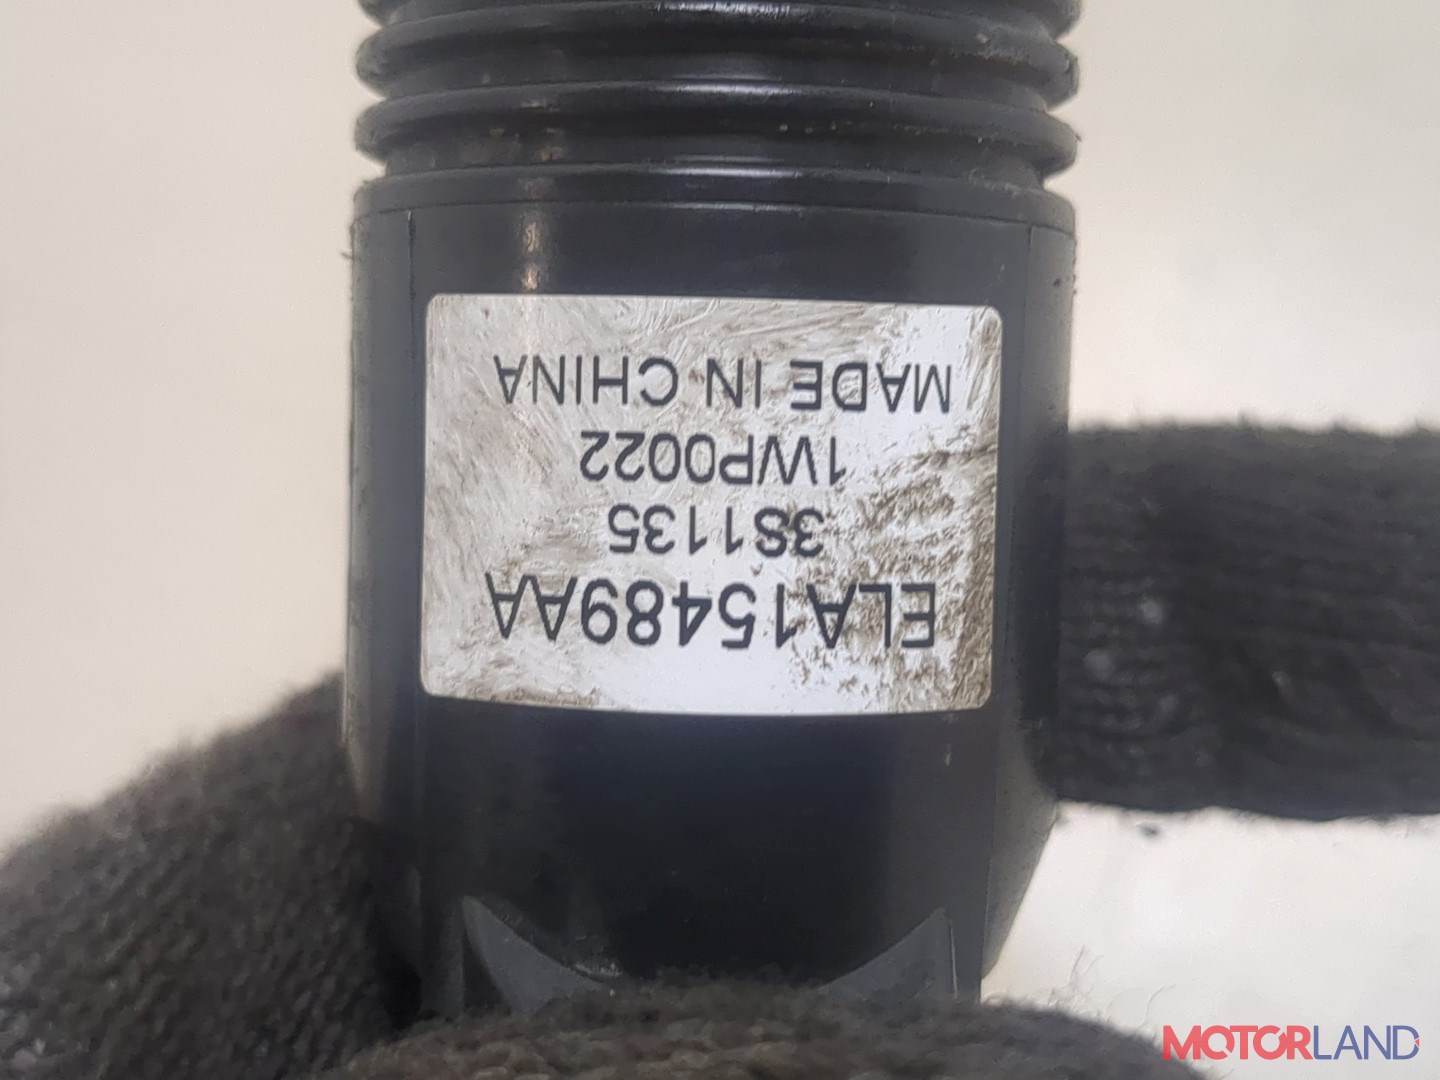 ELA15489AA
3S1135
1WP0022
MADE IN CHINA
MOTORLAND